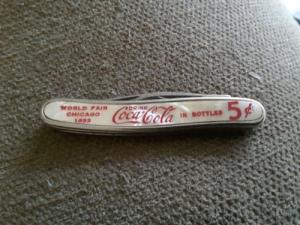 WORLD FAIR
CHICAGO
1893
DRINK
Coca-Cola
IN BOTTLES
5¢